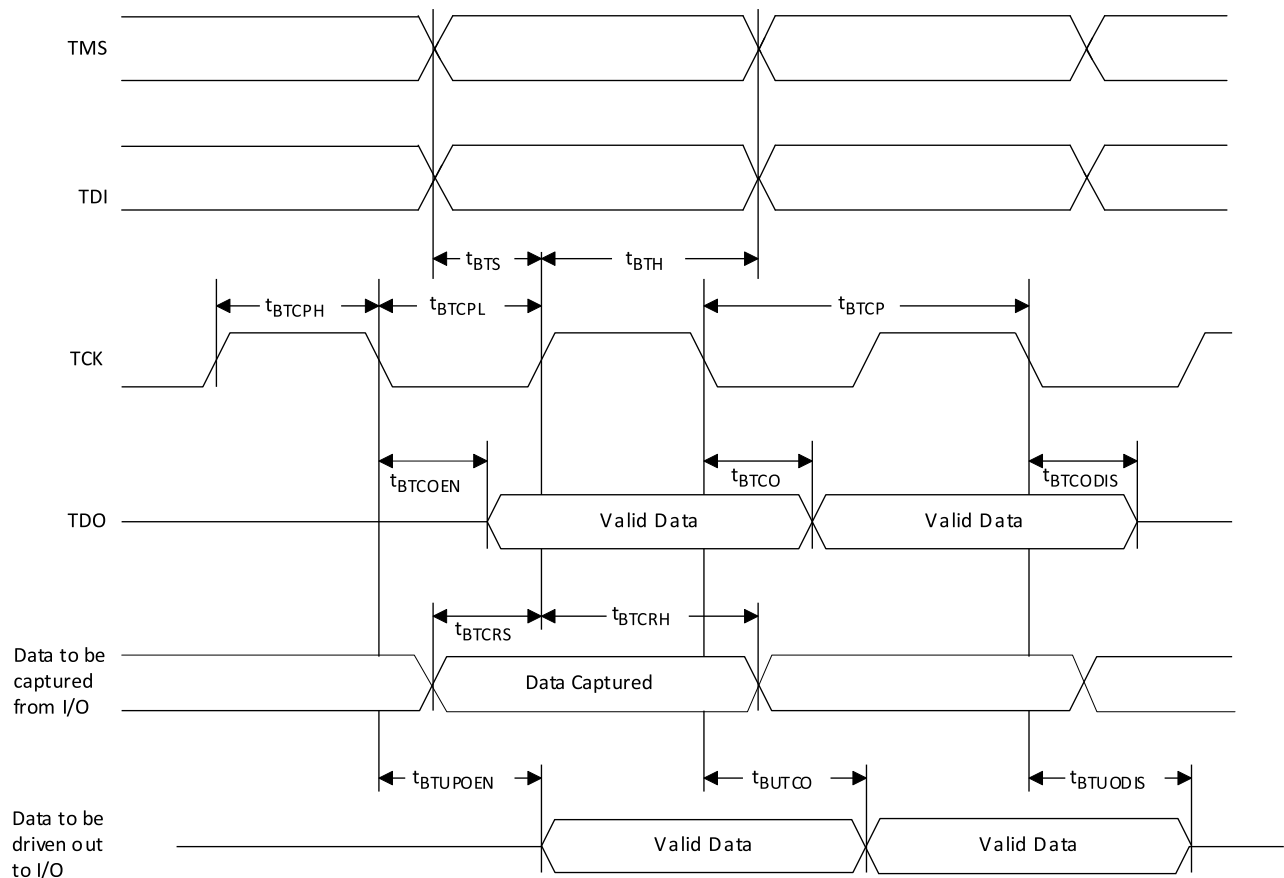 TMS
TDI
tBTS
tBTH
tBTCPH
tBTCPL
tBTCP
TCK
tBTCOEN
tBTCO
tBTCODIS
TDO
Valid Data
Valid Data
tBTCRS
tBTCRH
Data to be
captured
from I/O
Data Captured
tBTUPOEN
tBUTCO
tBTUODIS
Data to be
driven out
to I/O
Valid Data
Valid Data